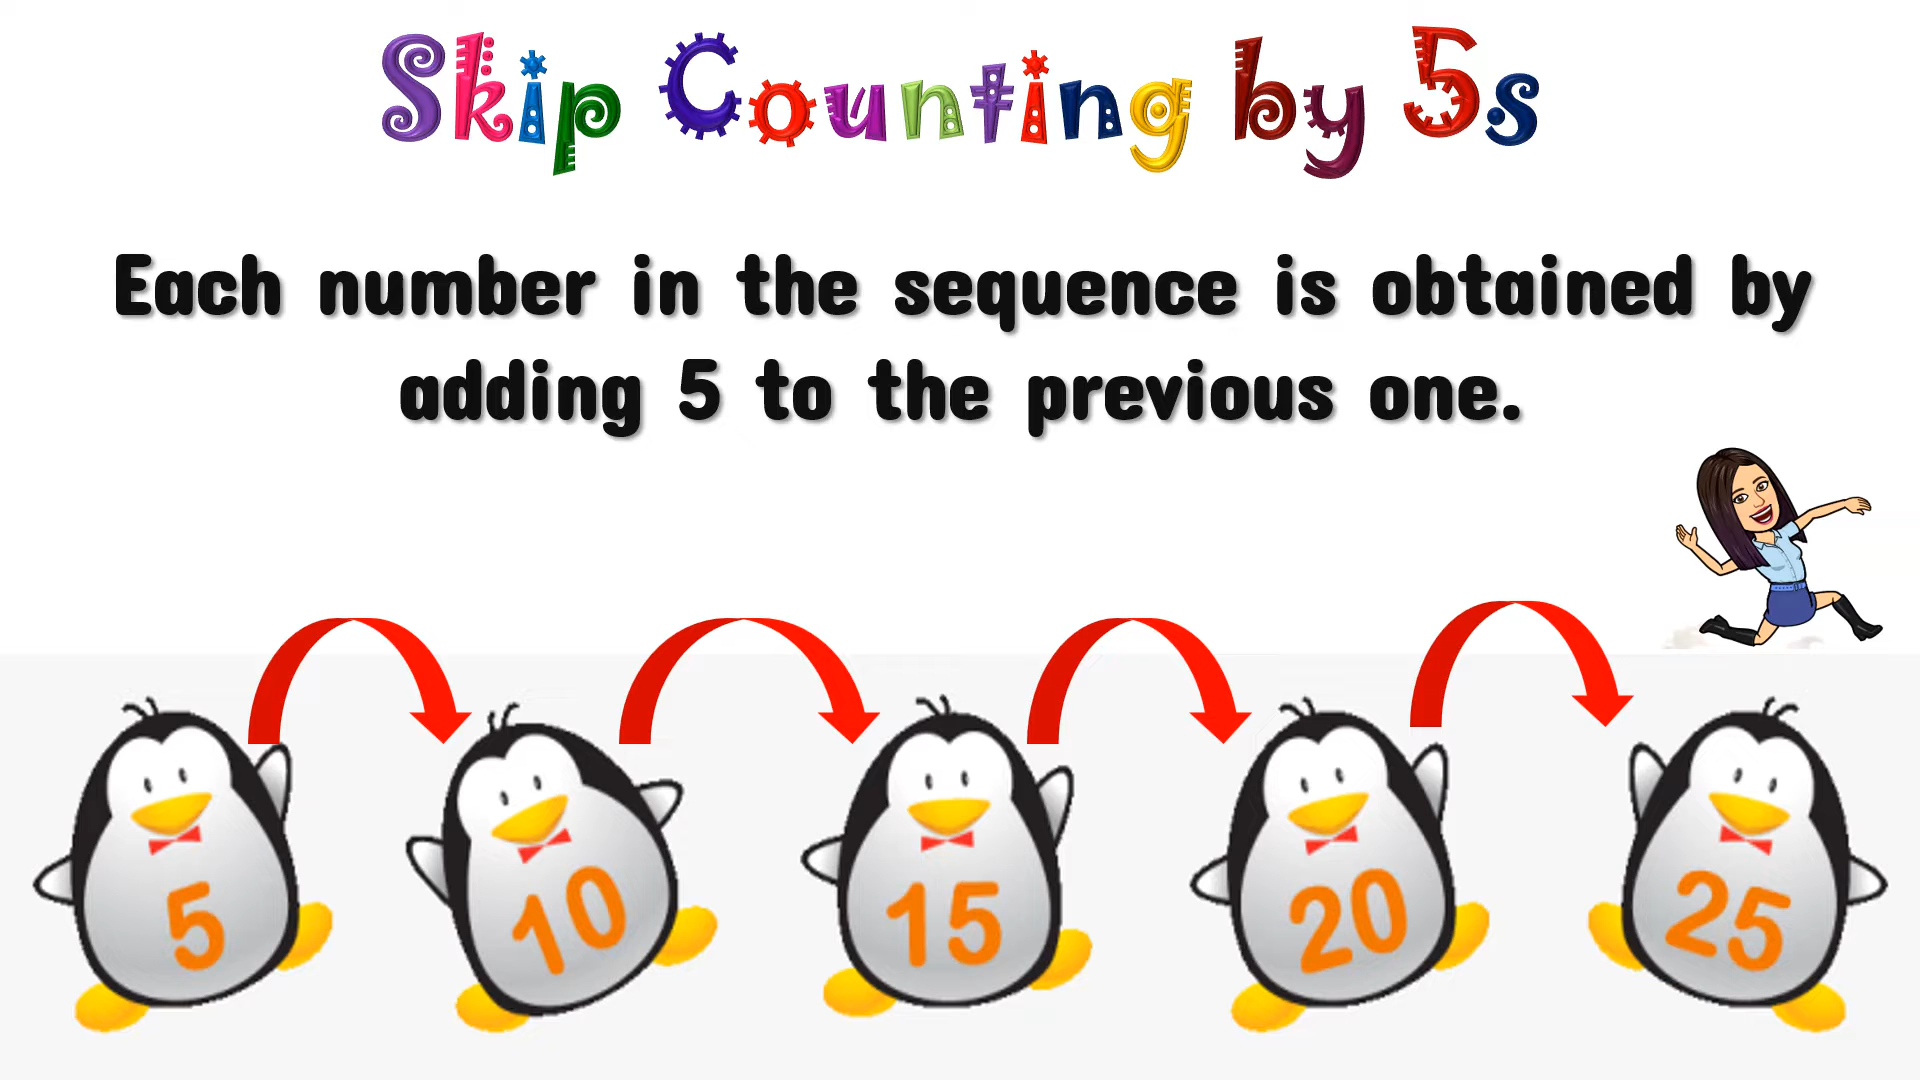 Skip Counting by 5s
Each number in the sequence is obtained by
adding 5 to the previous one.
5 10 15 20 25